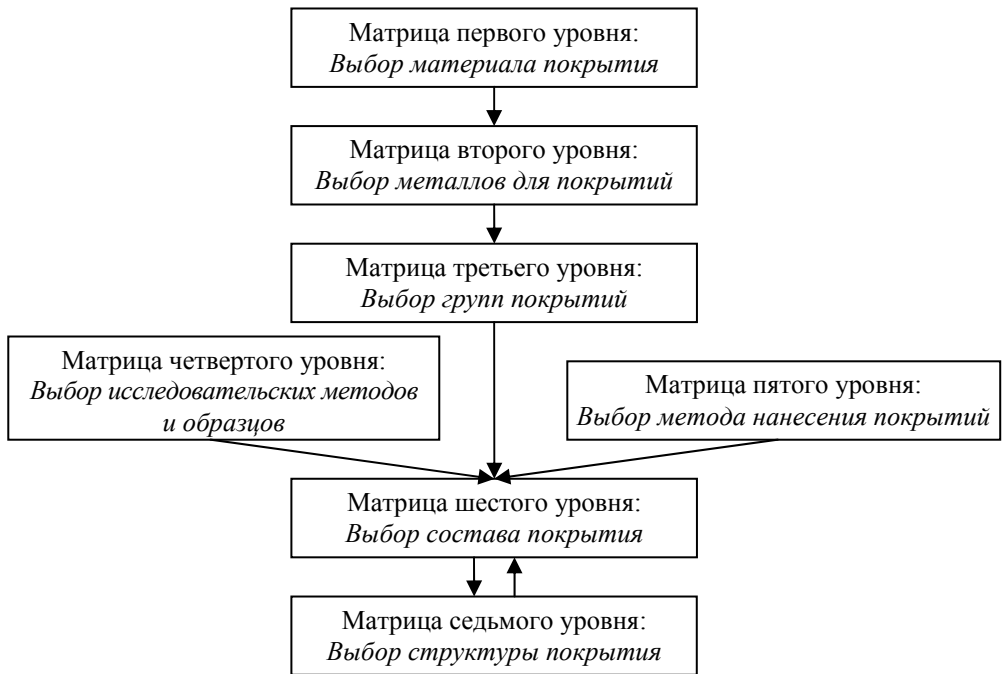 Матрица первого уровня:
Выбор материала покрытия
Матрица второго уровня:
Выбор металлов для покрытий
Матрица третьего уровня:
Выбор групп покрытий
Матрица четвертого уровня:
Выбор исследовательских методов
и образцов
Матрица пятого уровня:
Выбор метода нанесения покрытий
Матрица шестого уровня:
Выбор состава покрытия
Матрица седьмого уровня:
Выбор структуры покрытия